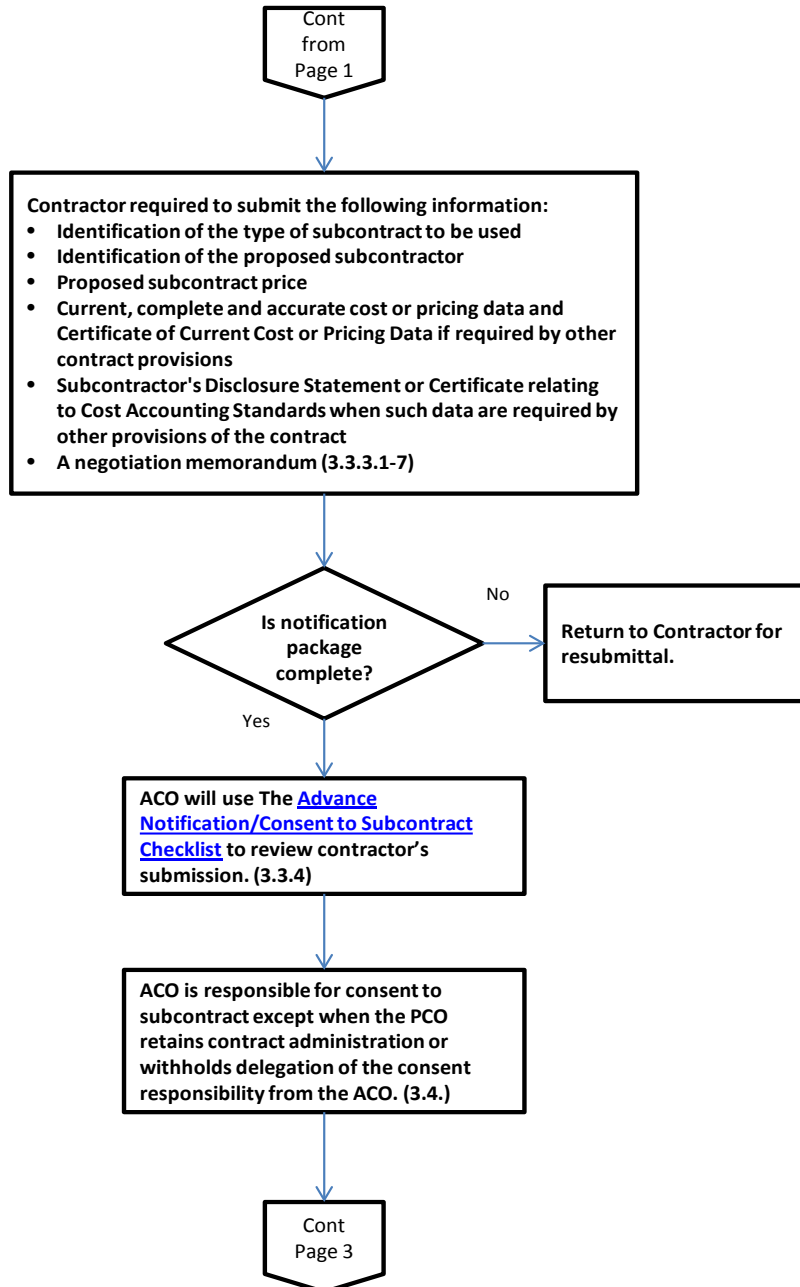 Cont
from
Page 1
Contractor required to submit the following information:
• Identification of the type of subcontract to be used
• Identification of the proposed subcontractor
• Proposed subcontract price
• Current, complete and accurate cost or pricing data and
Certificate of Current Cost or Pricing Data if required by other
contract provisions
• Subcontractor's Disclosure Statement or Certificate relating
to Cost Accounting Standards when such data are required by
other provisions of the contract
• A negotiation memorandum (3.3.3.1-7)
Is notification
package
complete?
No
Return to Contractor for
resubmittal.
Yes
ACO will use The Advance
Notification/Consent to Subcontract
Checklist to review contractor’s
submission. (3.3.4)
ACO is responsible for consent to
subcontract except when the PCO
retains contract administration or
withholds delegation of the consent
responsibility from the ACO. (3.4.)
Cont
Page 3